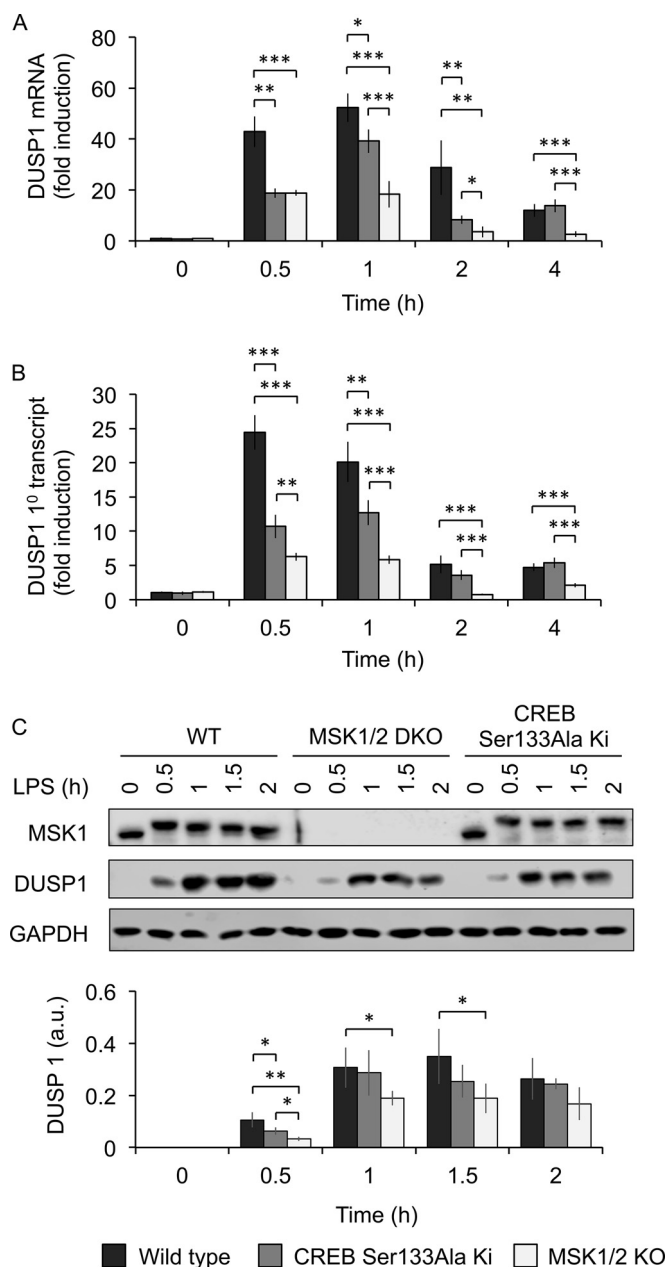 A
DUSP1 mRNA
(fold induction)
80
60
40
20
0
***
**
*
***
***
**
**
*
***
***
0 0.5 1 2 4
Time (h)
B
DUSP1 1⁰ transcript
(fold induction)
30
25
20
15
10
5
0
***
***
**
**
***
***
***
***
***
***
0 0.5 1 2 4
Time (h)
C
WT MSK1/2 DKO CREB
Ser133Ala Ki
LPS (h) 0 0.5 1 1.5 2 0 0.5 1 1.5 2 0 0.5 1 1.5 2
MSK1
DUSP1
GAPDH
DUSP 1 (a.u.)
0.6
0.4
0.2
0
*
**
*
*
*
0 0.5 1 1.5 2
Time (h)
Wild type CREB Ser133Ala Ki MSK1/2 KO